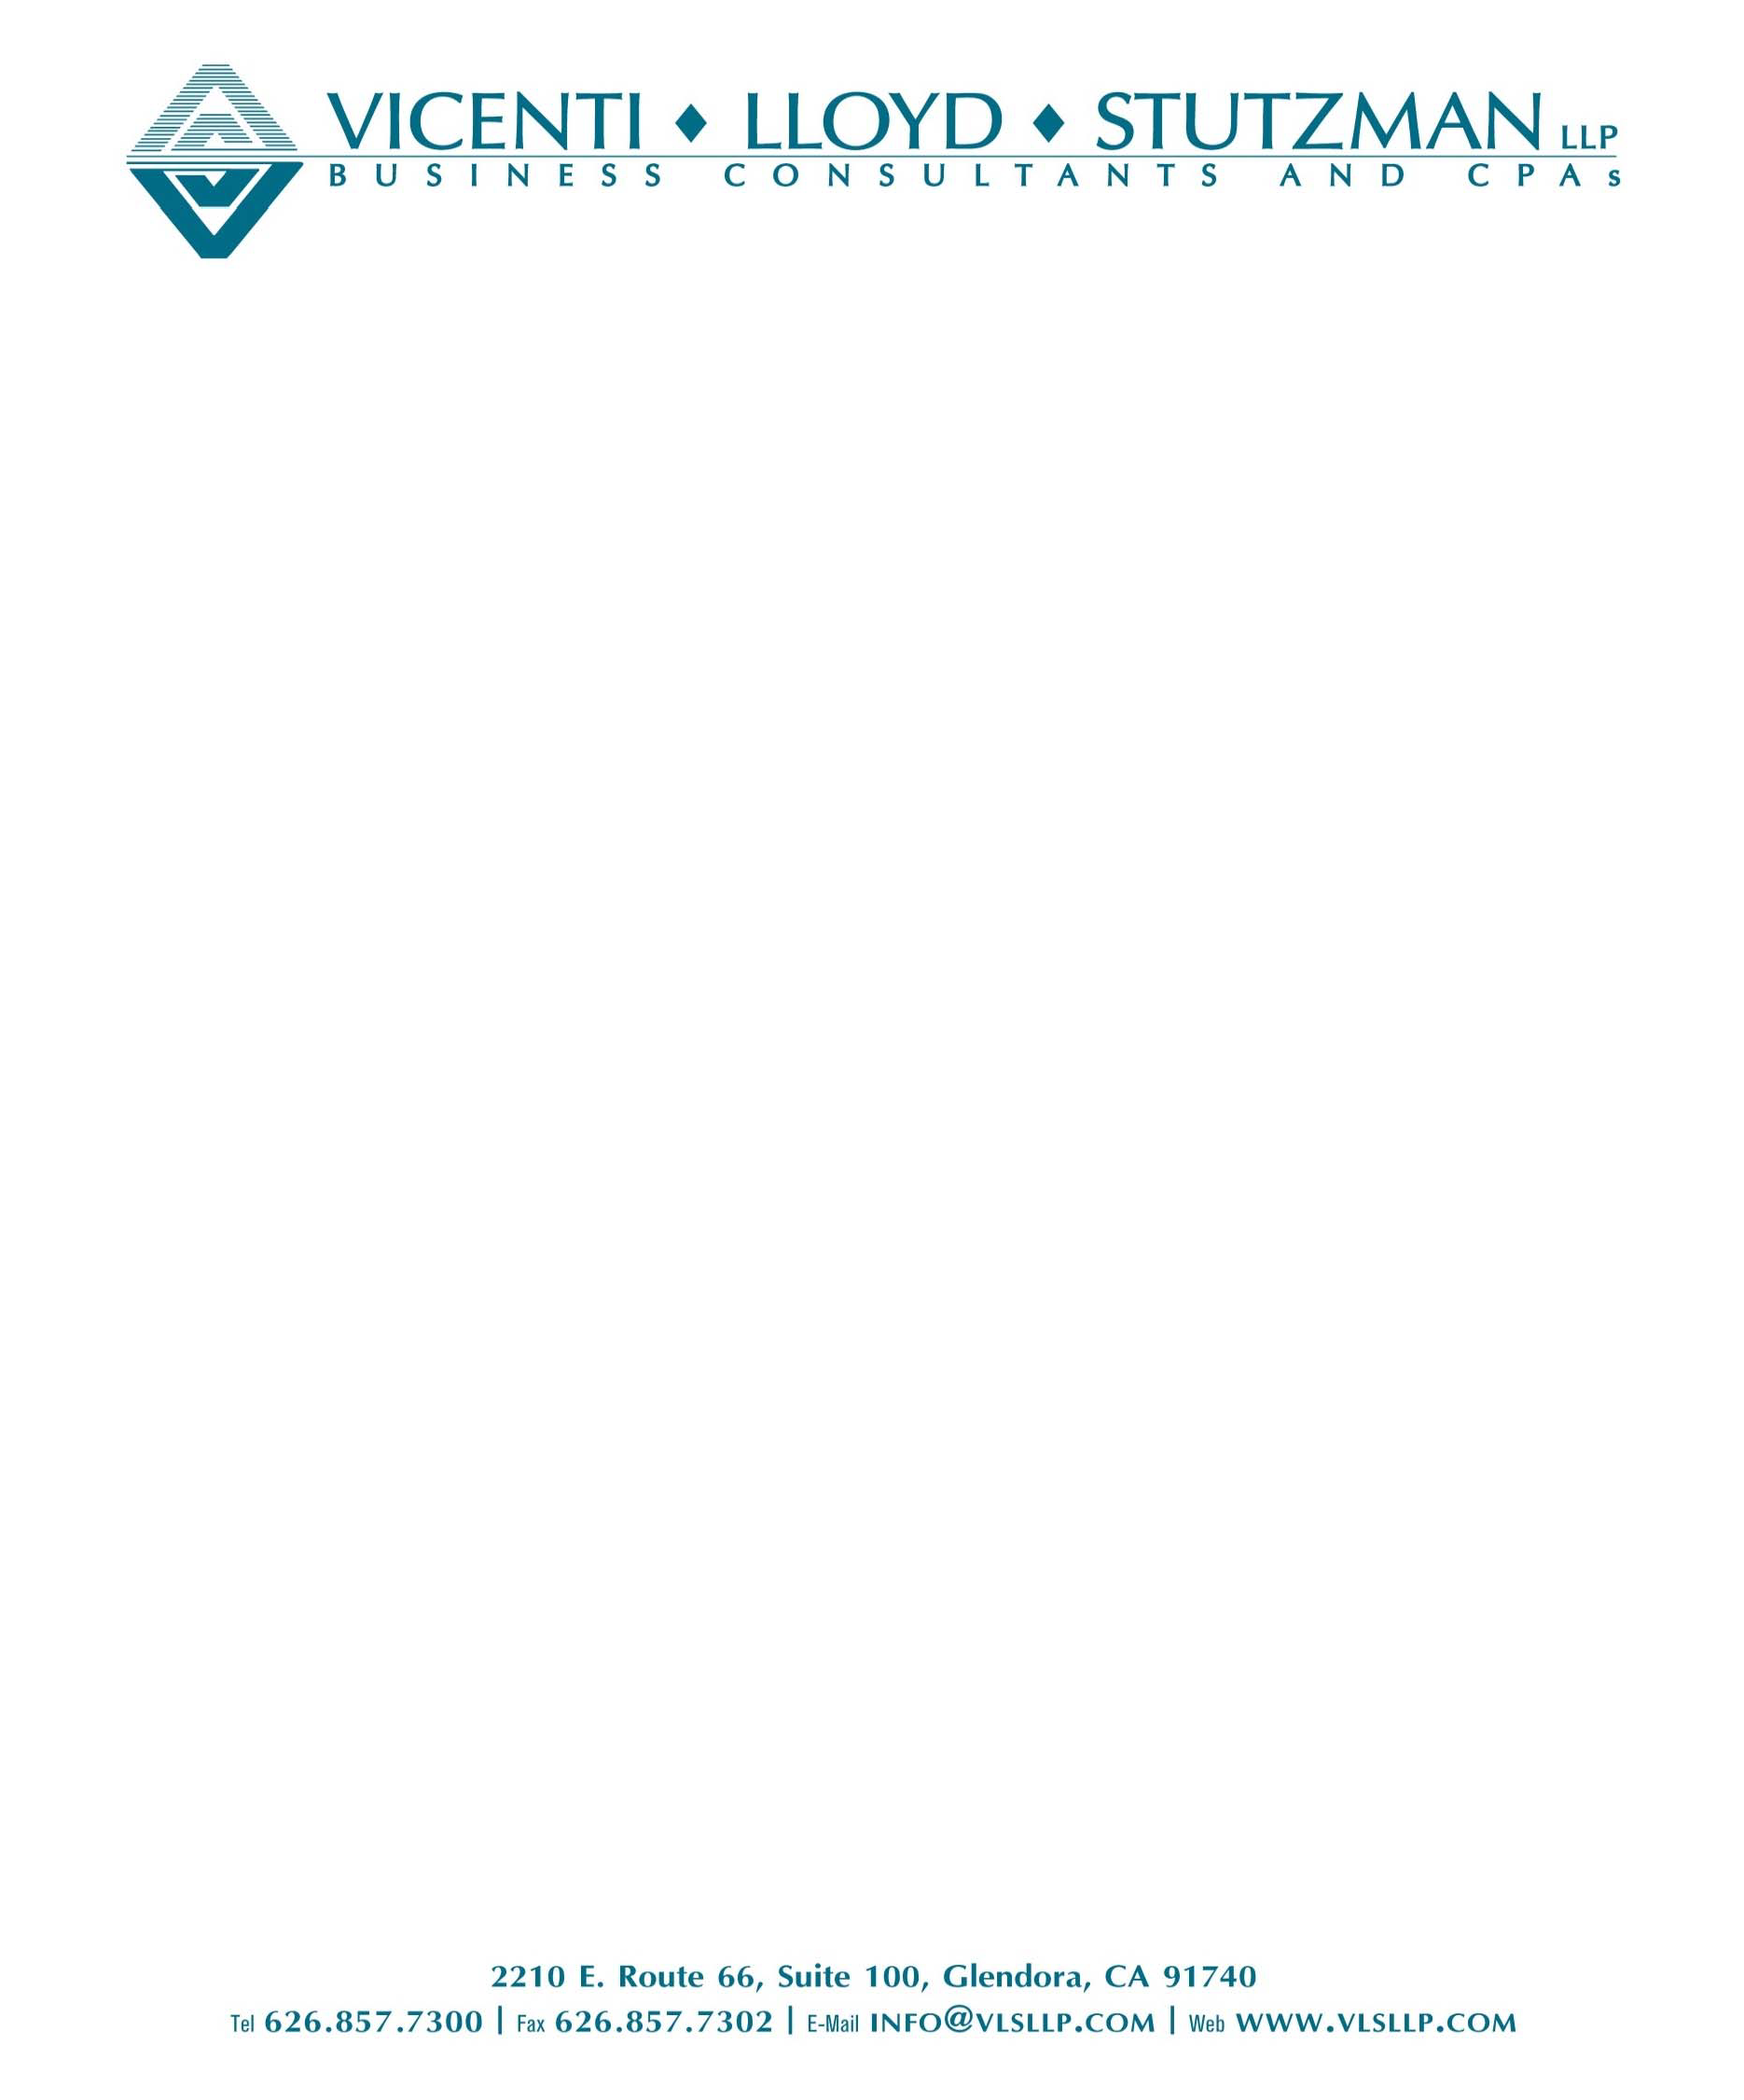 VICENTI ♦ LLOYD ♦ STUTZMAN LLP
BUSINESS CONSULTANTS AND CPAs
2210 E. Route 66, Suite 100, Glendora, CA 91740
Tel 626.857.7300 | Fax 626.857.7302 | E-Mail INFO@VLSLLP.COM | Web WWW.VLSLLP.COM